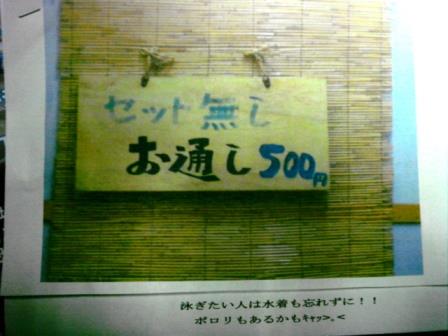 セット無し
お通し500円
泳ぎたい人は水着も忘れずに！！
ポロリもあるかもｷｬｯ>。<